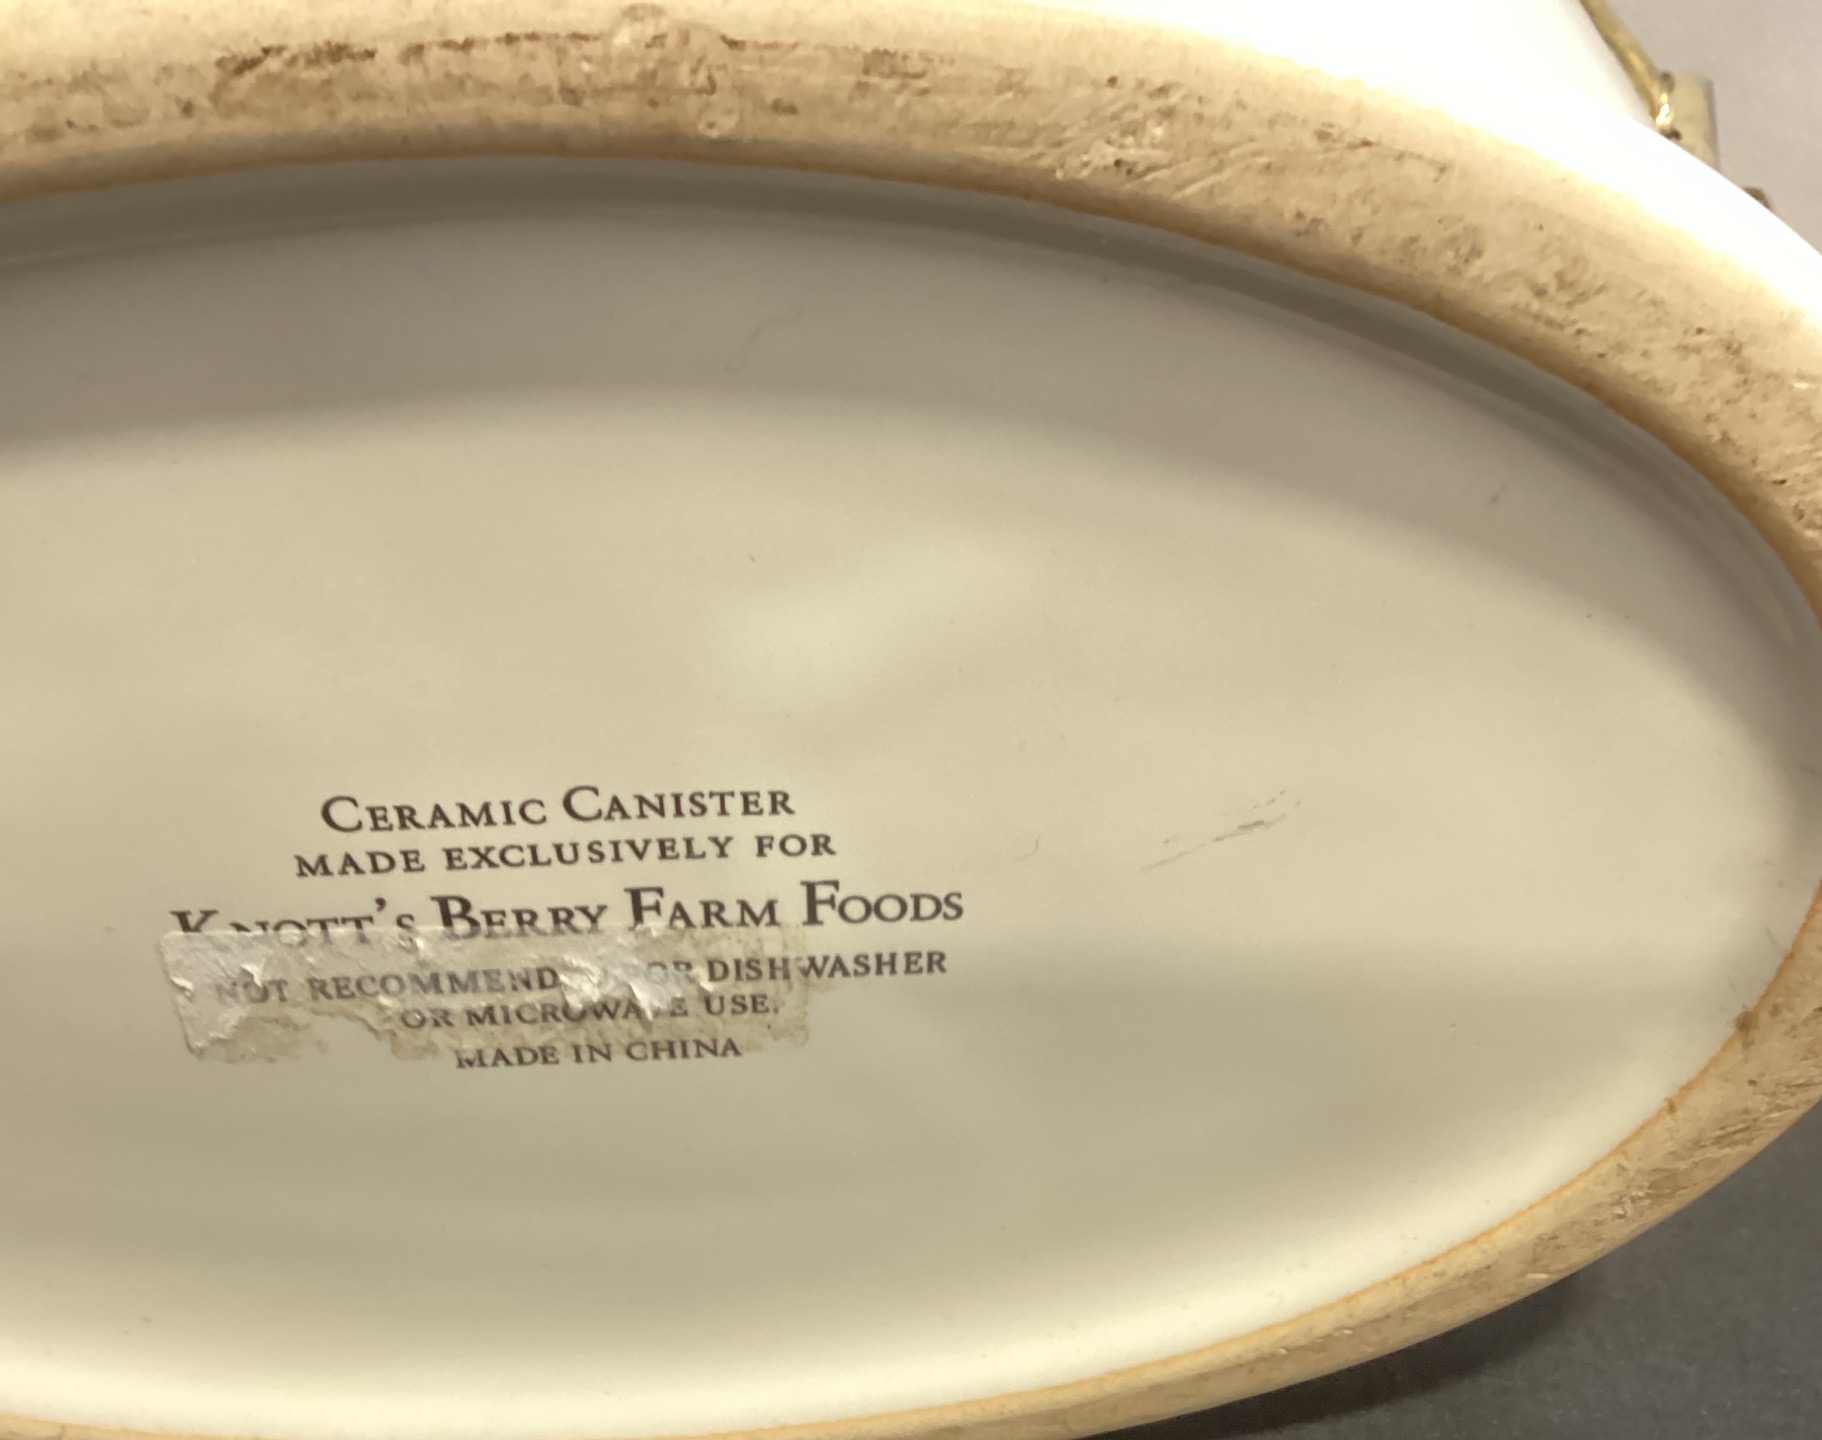 CERAMIC CANISTER
MADE EXCLUSIVELY FOR
KNOTT'S BERRY FARM FOODS
NOT RECOMMENDED FOR DISHWASHER
OR MICROWAVE USE.
MADE IN CHINA